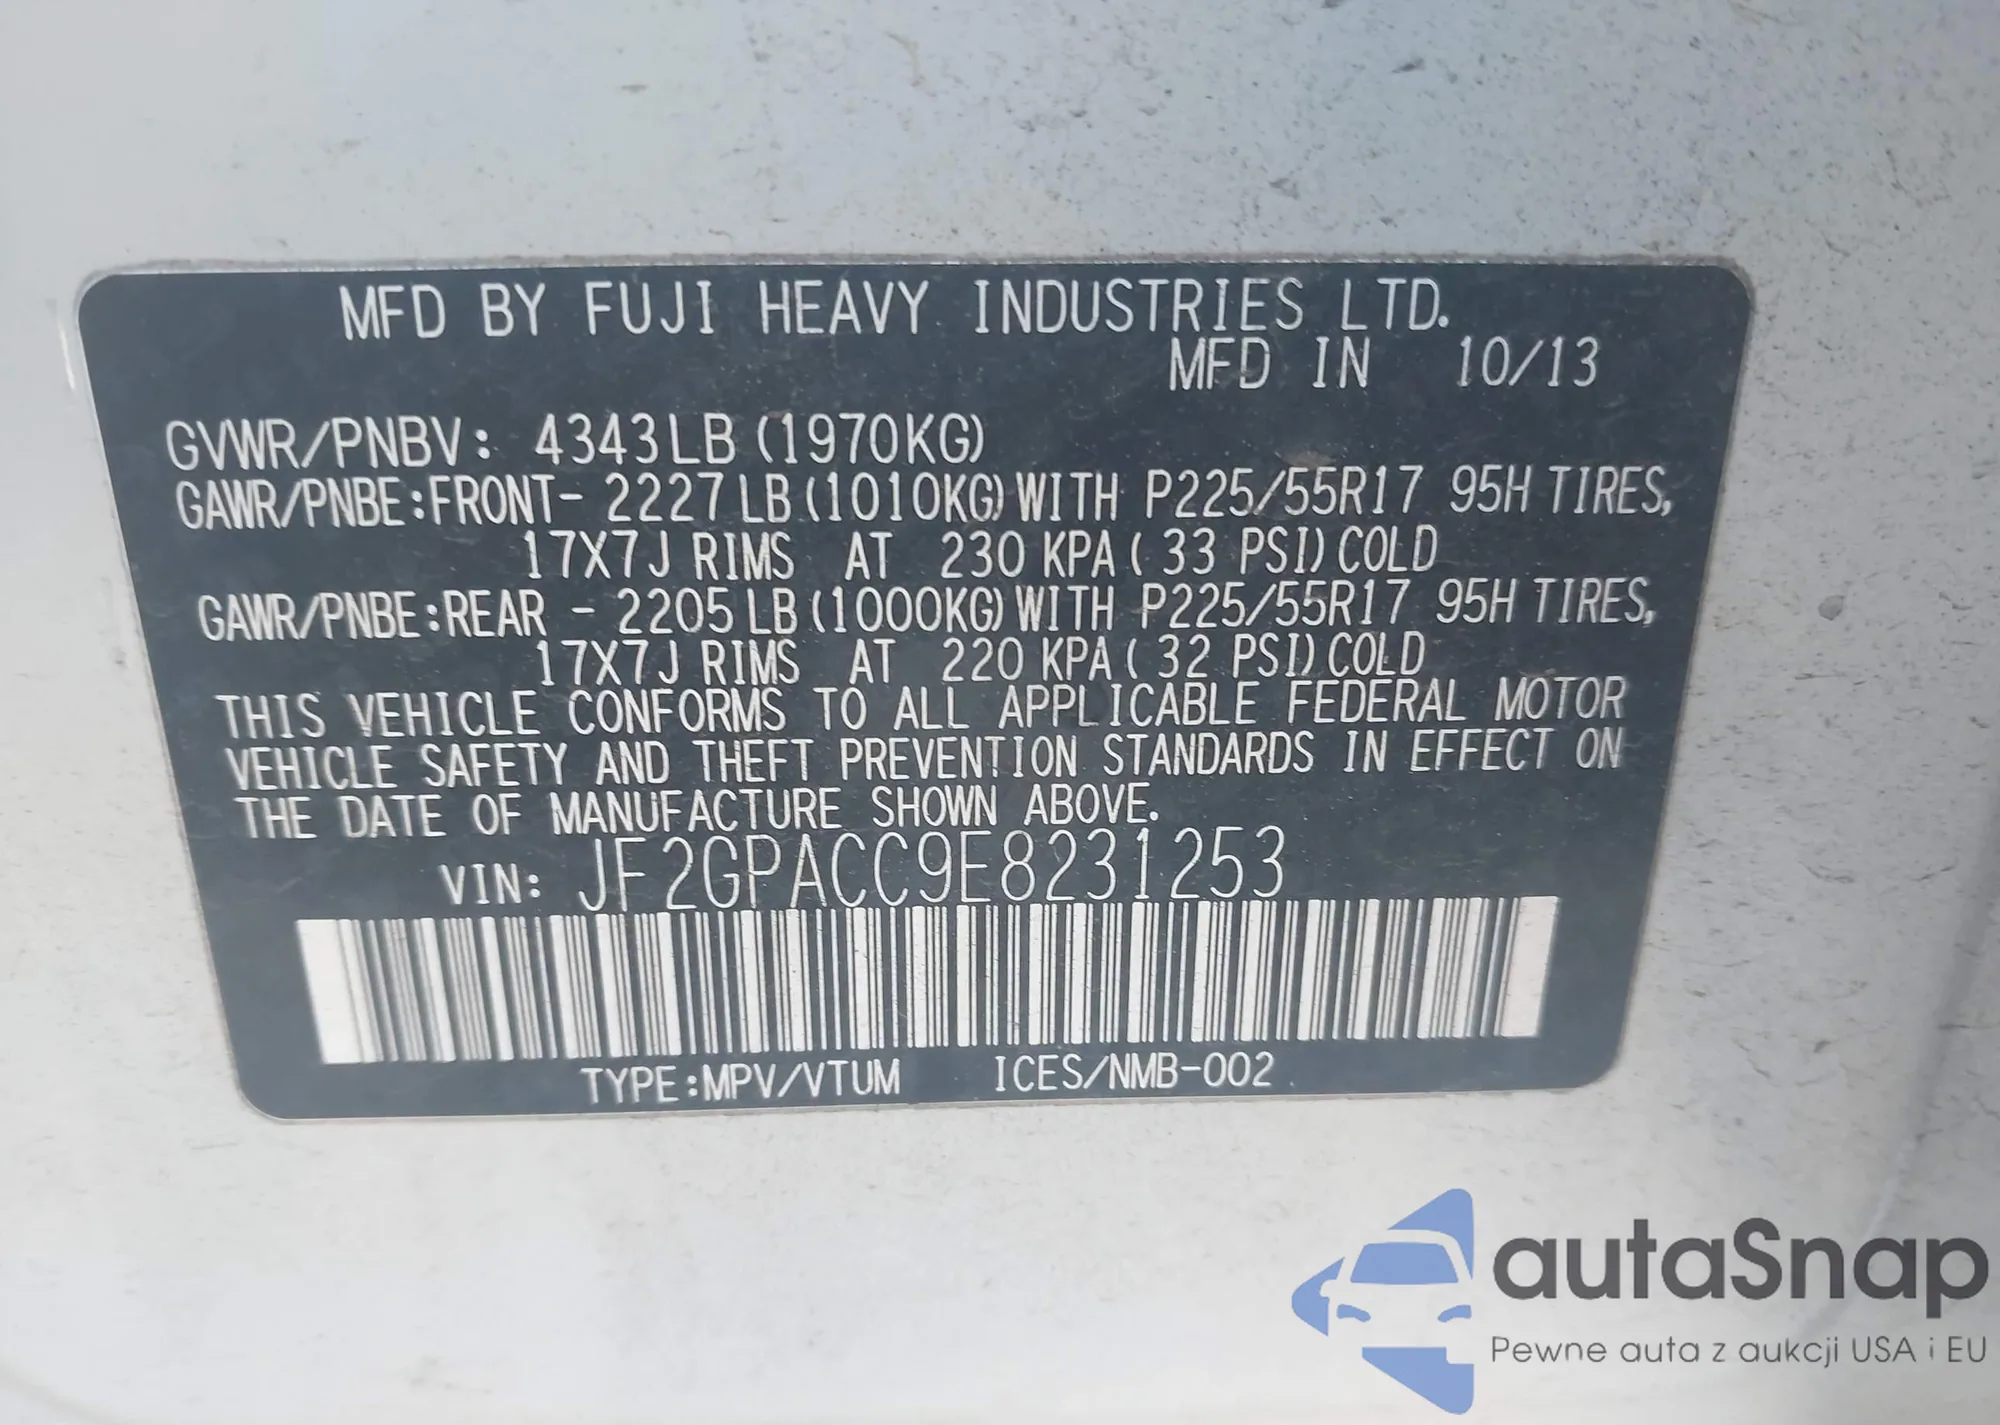 MFD BY FUJI HEAVY INDUSTRIES LTD.
MFD IN 10/13
GVWR/PNBV: 4343LB (1970KG)
GAWR/PNBE:FRONT- 2227LB (1010KG) WITH P225/55R17 95H TIRES,
17X7J RIMS AT 230 KPA ( 33 PSI) COLD
GAWR/PNBE:REAR - 2205LB (1000KG) WITH P225/55R17 95H TIRES,
17X7J RIMS AT 220 KPA ( 32 PSI) COLD
THIS VEHICLE CONFORMS TO ALL APPLICABLE FEDERAL MOTOR
VEHICLE SAFETY AND THEFT PREVENTION STANDARDS IN EFFECT ON
THE DATE OF MANUFACTURE SHOWN ABOVE.
VIN: JF2GPACC9E8231253
TYPE:MPV/VTUM ICES/NMB-002
autaSnap
Pewne auta z aukcji USA i EU